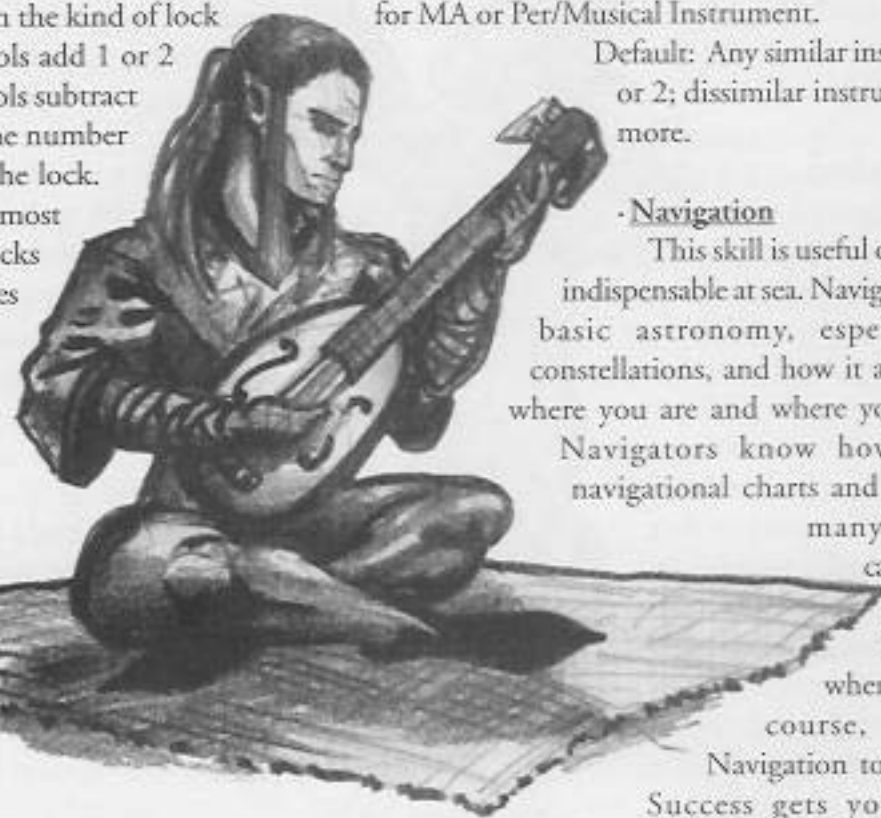 n the kind of lock
ols add 1 or 2
ols subtract
e number
he lock.
most
cks
es
for MA or Per/Musical Instrument.
Default: Any similar ins
or 2; dissimilar instru
more.
- Navigation
This skill is useful o
indispensable at sea. Navig
basic astronomy, espe
constellations, and how it a
where you are and where yo
Navigators know how
navigational charts and
many
ca
when
course,
Navigation to
Success gets yo